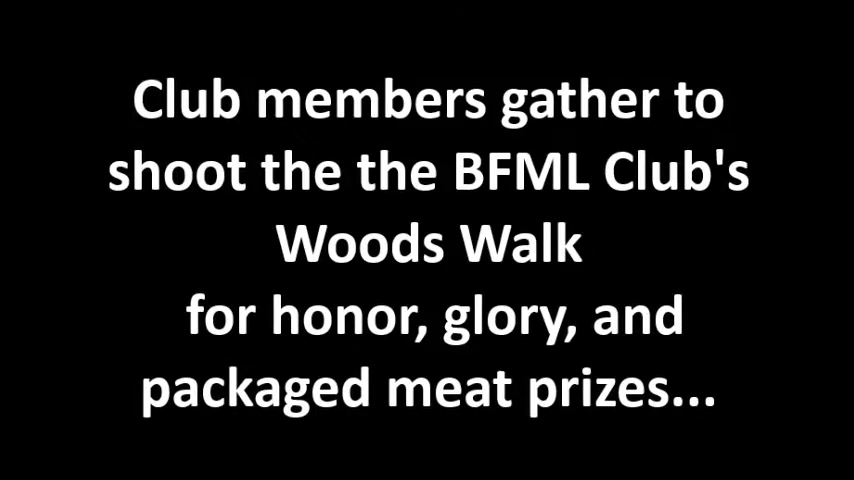 Club members gather to
shoot the the BFML Club's
Woods Walk
for honor, glory, and
packaged meat prizes...